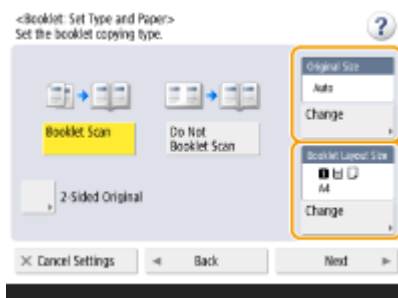 <Booklet: Set Type and Paper>
Set the booklet copying type.
?
Original Size
Auto
Change
Booklet Scan
Do Not
Booklet Scan
Booklet Layout Size
1
A4
2-Sided Original
Change
× Cancel Settings
Back
Next